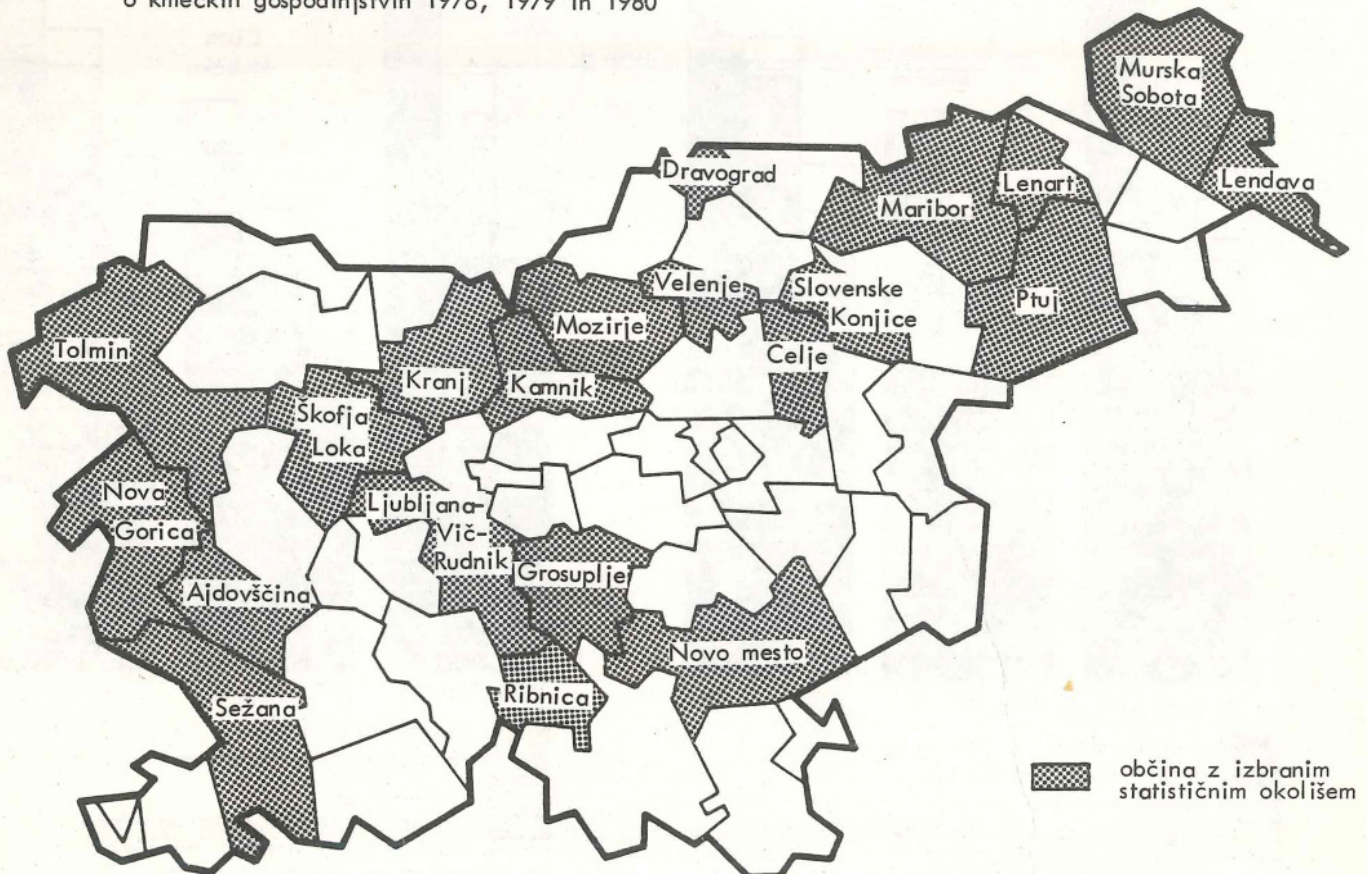 o kmečkih gospodinjstvih 1978, 1979 in 1980
Murska
Sobota
Dravograd
Lenart
Lendava
Maribor
Velenje
Slovenske
Konjice
Ptuj
Mozirje
Tolmin
Celje
Kranj
Kamnik
Škofja
Loka
Nova
Gorica
Ljubljana-
Vič-
Rudnik
Grosuplje
Ajdovščina
Novo mesto
Ribnica
Sežana
občina z izbranim
statističnim okolišem